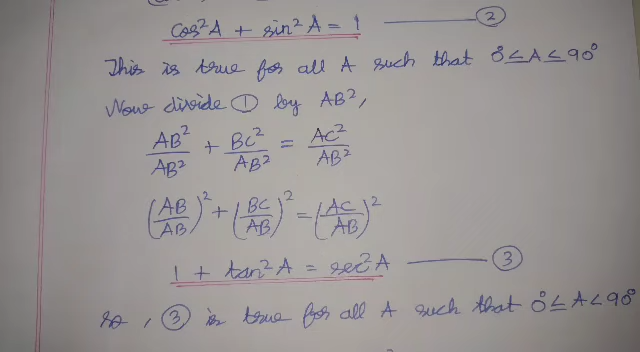 cos²A + sin²A = 1 ——— ②
This is true for all A such that 0° ≤ A ≤ 90°
Now divide ① by AB²,
AB²/AB² + BC²/AB² = AC²/AB²
(AB/AB)² + (BC/AB)² = (AC/AB)²
1 + tan²A = sec²A ——— ③
so, ③ is true for all A such that 0° ≤ A < 90°